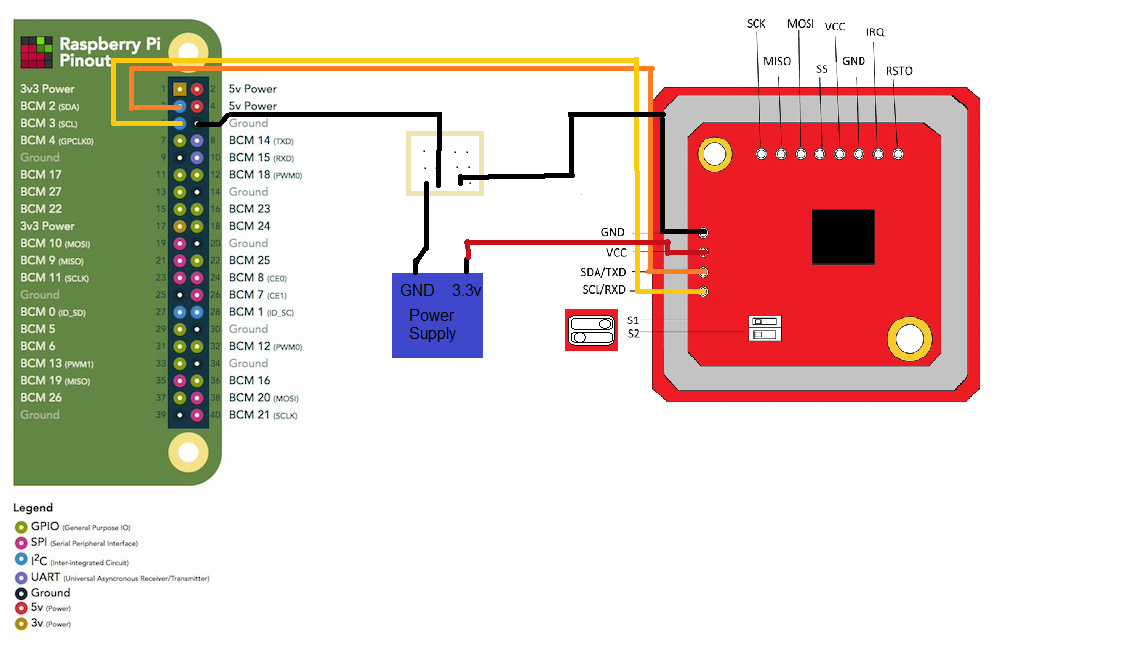 Raspberry Pi
Pinout
3v3 Power 1 2 5v Power
BCM 2 (SDA) 4 5v Power
BCM 3 (SCL) Ground
BCM 4 (GPCLK0) 7 8 BCM 14 (TXD)
Ground 9 10 BCM 15 (RXD)
BCM 17 11 12 BCM 18 (PWM0)
BCM 27 13 14 Ground
BCM 22 15 16 BCM 23
3v3 Power 17 18 BCM 24
BCM 10 (MOSI) 19 20 Ground
BCM 9 (MISO) 21 22 BCM 25
BCM 11 (SCLK) 23 24 BCM 8 (CE0)
Ground 25 26 BCM 7 (CE1)
BCM 0 (ID_SD) 27 28 BCM 1 (ID_SC)
BCM 5 29 30 Ground
BCM 6 31 32 BCM 12 (PWM0)
BCM 13 (PWM1) 33 34 Ground
BCM 19 (MISO) 35 36 BCM 16
BCM 26 37 38 BCM 20 (MOSI)
Ground 39 40 BCM 21 (SCLK)
Legend
GPIO (General Purpose IO)
SPI (Serial Peripheral Interface)
I²C (Inter-integrated Circuit)
UART (Universal Asyncronous Receiver/Transmitter)
Ground
5v (Power)
3v (Power)
GND 3.3v
Power
Supply
SCK
MISO
MOSI
SS
VCC
GND
IRQ
RSTO
GND
VCC
SDA/TXD
SCL/RXD
S1
S2